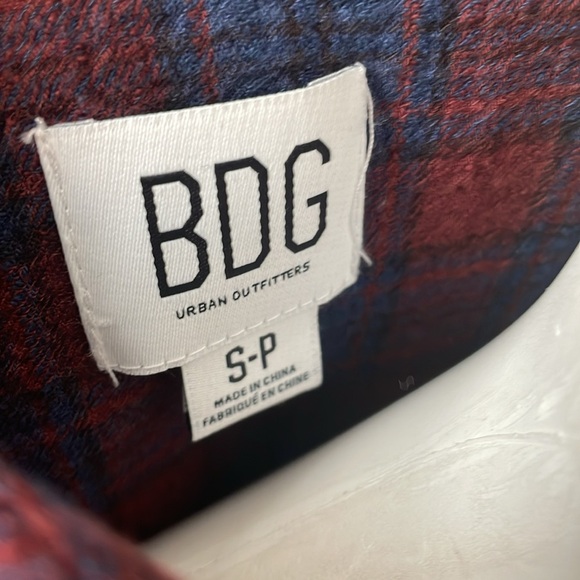 BDG
URBAN OUTFITTERS
S-P
MADE IN CHINA
FABRIQUÉ EN CHINE